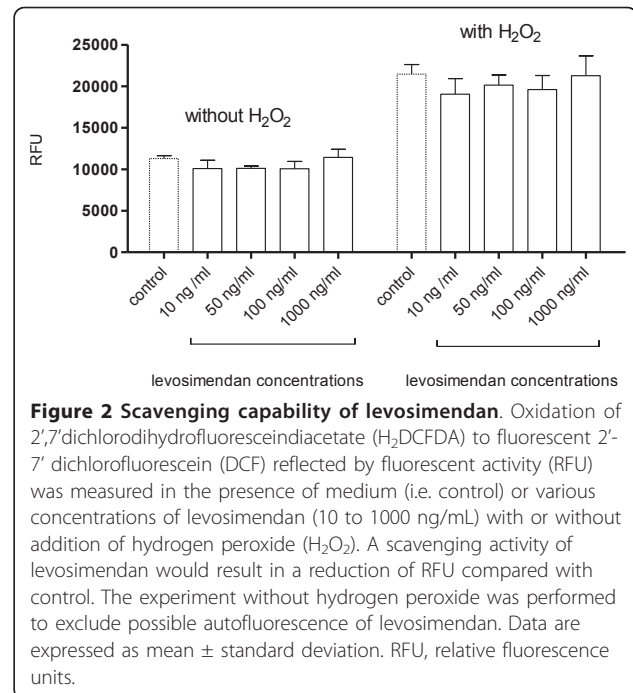 25000
20000
15000
10000
5000
0
RFU
without H₂O₂
with H₂O₂
control
10 ng /ml
50 ng/ml
100 ng/ml
1000 ng/ml
control
10 ng /ml
50 ng/ml
100 ng/ml
1000 ng/ml
levosimendan concentrations
levosimendan concentrations
Figure 2 Scavenging capability of levosimendan. Oxidation of
2',7'dichlorodihydrofluoresceindiacetate (H₂DCFDA) to fluorescent 2'-
7' dichlorofluorescein (DCF) reflected by fluorescent activity (RFU)
was measured in the presence of medium (i.e. control) or various
concentrations of levosimendan (10 to 1000 ng/mL) with or without
addition of hydrogen peroxide (H₂O₂). A scavenging activity of
levosimendan would result in a reduction of RFU compared with
control. The experiment without hydrogen peroxide was performed
to exclude possible autofluorescence of levosimendan. Data are
expressed as mean ± standard deviation. RFU, relative fluorescence
units.